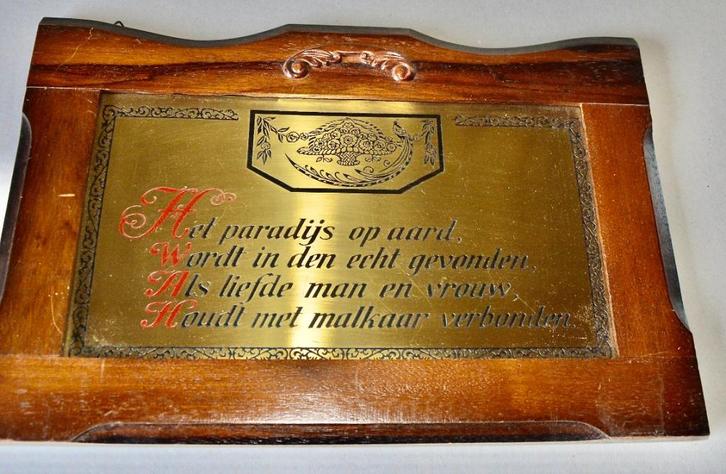 Het paradijs op aard,
Wordt in den echt gevonden,
Als liefde man en vrouw,
Houdt met malkaar verbonden.